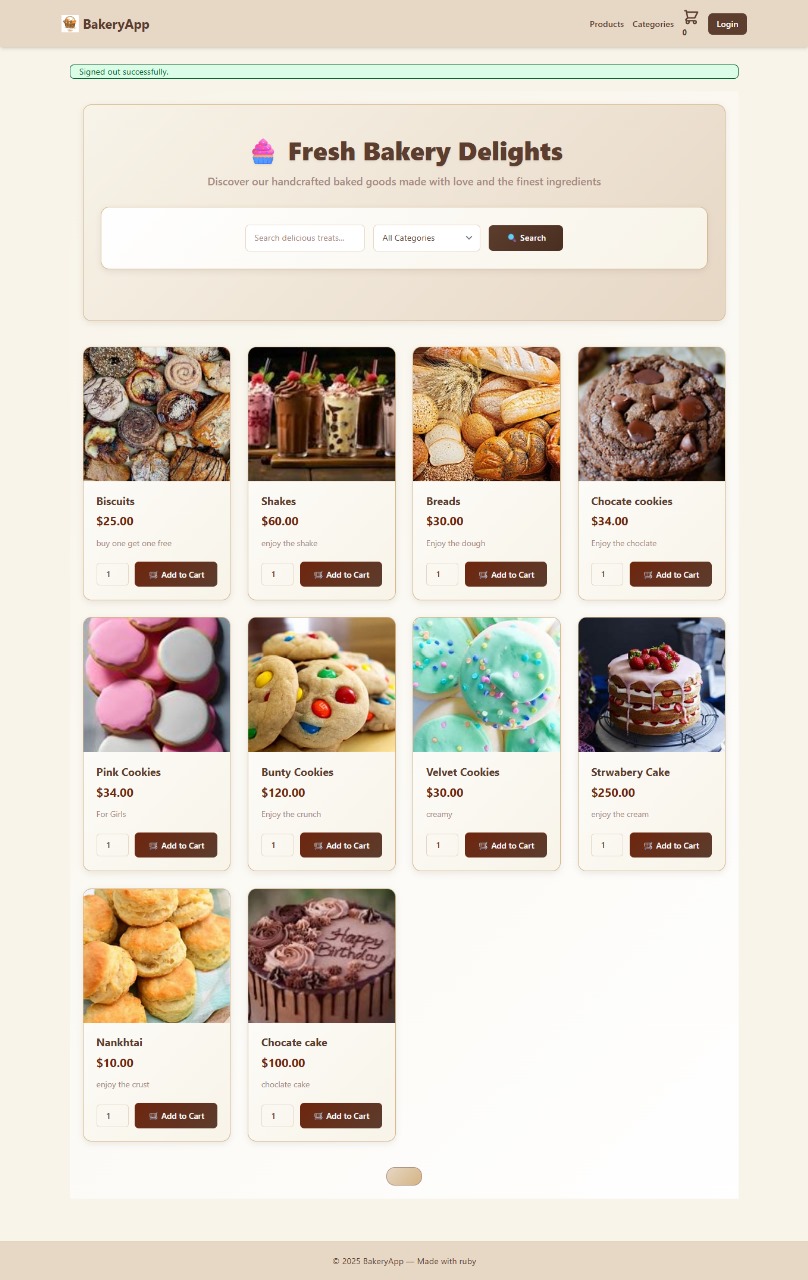 BakeryApp
Products Categories 0 Login
Signed out successfully.
Fresh Bakery Delights
Discover our handcrafted baked goods made with love and the finest ingredients
Search delicious treats... All Categories Search
Biscuits
$25.00
buy one get one free
1 Add to Cart
Shakes
$60.00
enjoy the shake
1 Add to Cart
Breads
$30.00
Enjoy the dough
1 Add to Cart
Chocate cookies
$34.00
Enjoy the choclate
1 Add to Cart
Pink Cookies
$34.00
For Girls
1 Add to Cart
Bunty Cookies
$120.00
Enjoy the crunch
1 Add to Cart
Velvet Cookies
$30.00
creamy
1 Add to Cart
Strwabery Cake
$250.00
enjoy the cream
1 Add to Cart
Nankhtai
$10.00
enjoy the crust
1 Add to Cart
Happy
Birthday
Chocate cake
$100.00
choclate cake
1 Add to Cart
© 2025 BakeryApp — Made with ruby